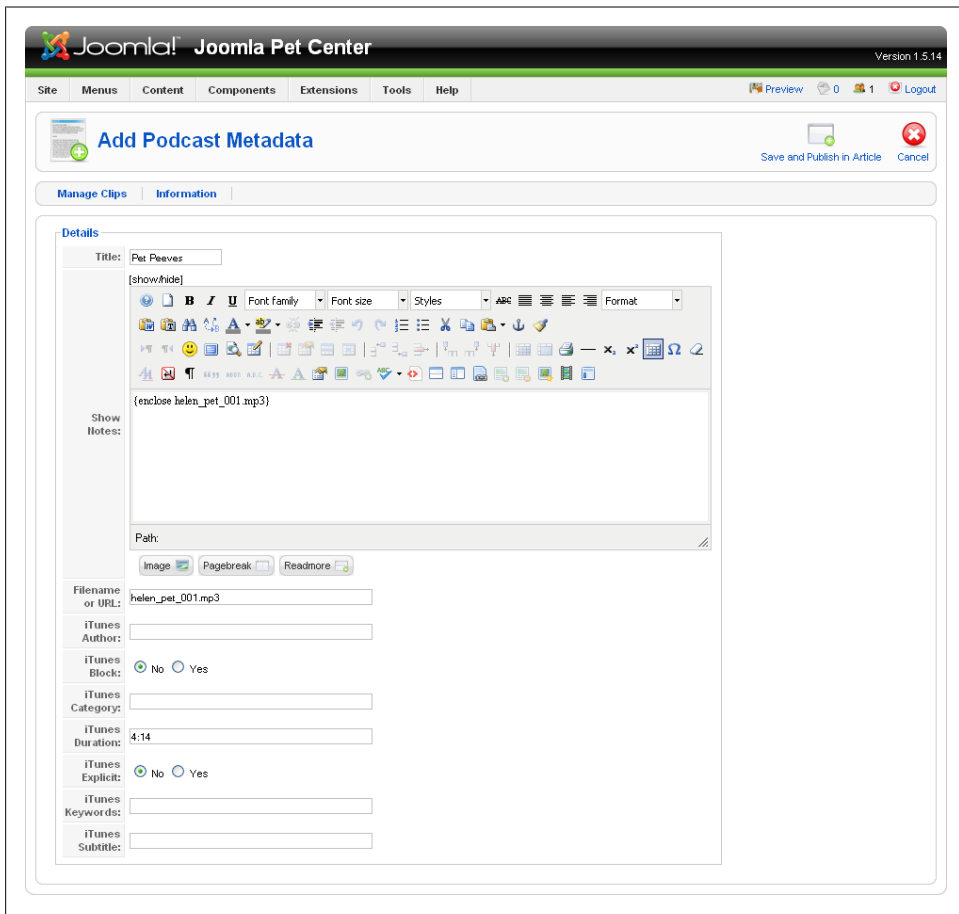 Joomla! Joomla Pet Center
Version 1.5.14
Site Menus Content Components Extensions Tools Help Preview 0 1 Logout
Add Podcast Metadata
Save and Publish in Article Cancel
Manage Clips Information
Details
Title: Pet Peeves
[show/hide]
B I U Font family Font size Styles ABC Format
Show Notes:
{enclose helen_pet_001.mp3}
Path:
Image Pagebreak Readmore
Filename
or URL: helen_pet_001.mp3
iTunes
Author:
iTunes
Block: No Yes
iTunes
Category:
iTunes
Duration: 4:14
iTunes
Explicit: No Yes
iTunes
Keywords:
iTunes
Subtitle: